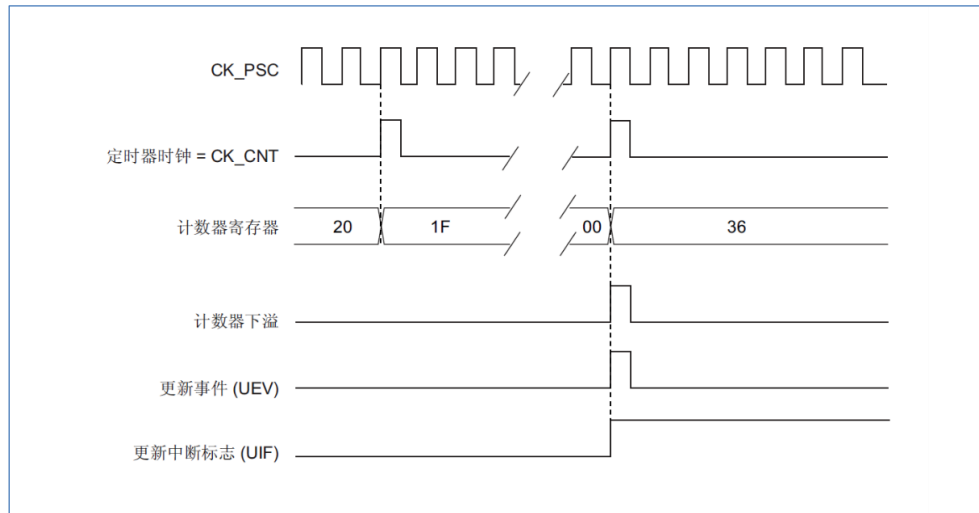 CK_PSC
定时器时钟 = CK_CNT
计数器寄存器
20
1F
00
36
计数器下溢
更新事件 (UEV)
更新中断标志 (UIF)